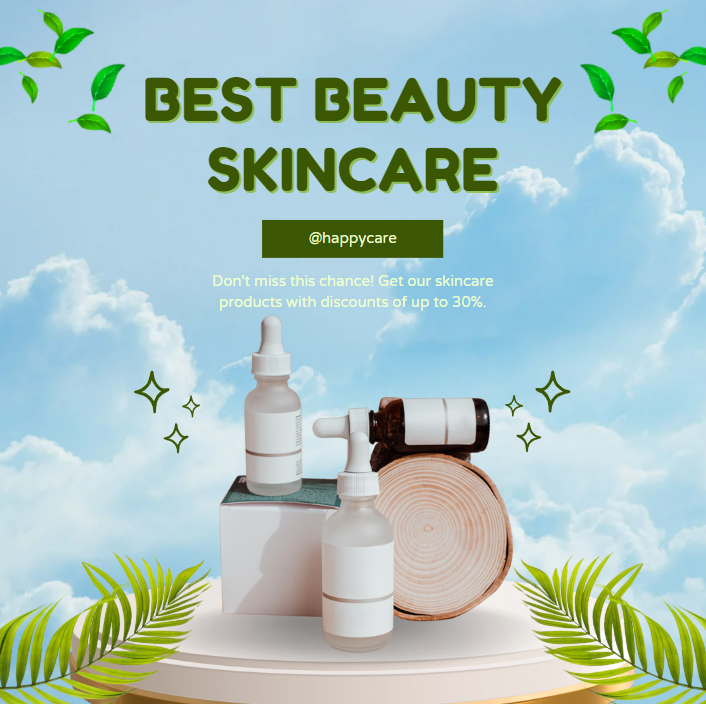 BEST BEAUTY
SKINCARE
@happycare
Don't miss this chance! Get our skincare
products with discounts of up to 30%.